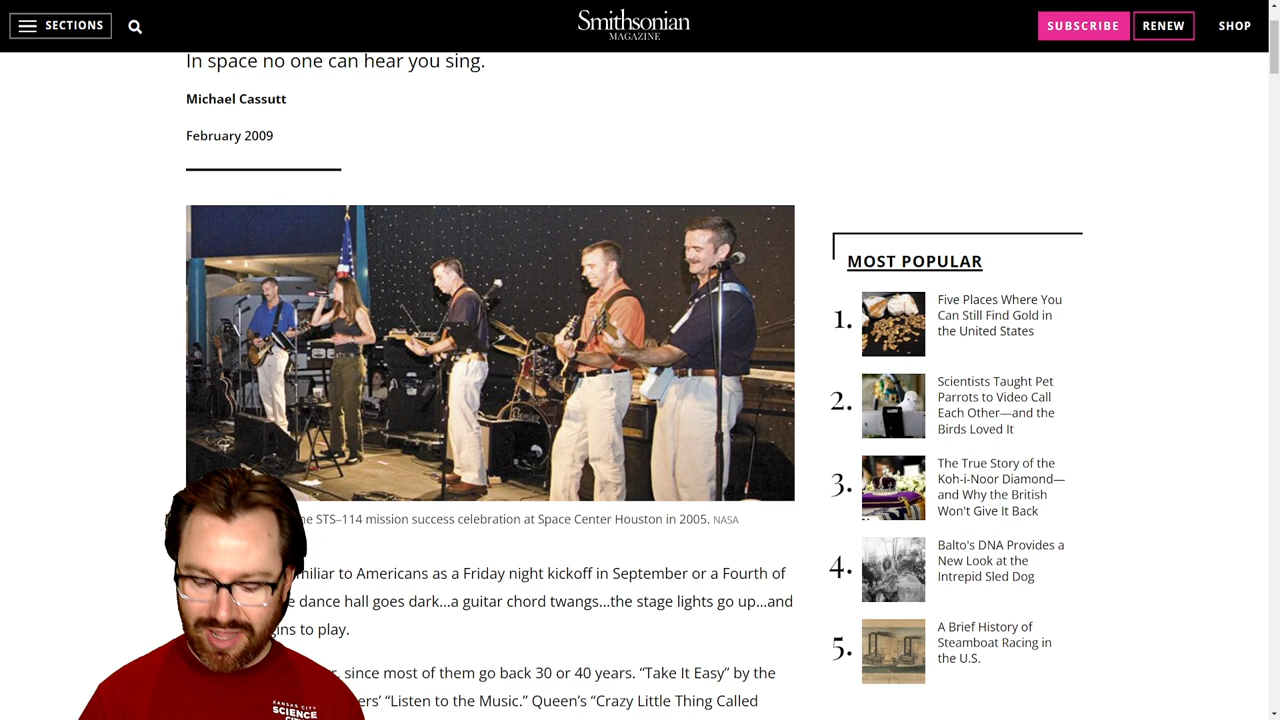 SECTIONS
Smithsonian
MAGAZINE
SUBSCRIBE
RENEW
SHOP
In space no one can hear you sing.
Michael Cassutt
February 2009
STS–114 mission success celebration at Space Center Houston in 2005. NASA
to Americans as a Friday night kickoff in September or a Fourth of
dance hall goes dark...a guitar chord twangs...the stage lights go up...and
to play.
since most of them go back 30 or 40 years. “Take It Easy” by the
“Listen to the Music.” Queen's “Crazy Little Thing Called
MOST POPULAR
1.
Five Places Where You
Can Still Find Gold in
the United States
2.
Scientists Taught Pet
Parrots to Video Call
Each Other—and the
Birds Loved It
3.
The True Story of the
Koh-i-Noor Diamond—
and Why the British
Won't Give It Back
4.
Balto's DNA Provides a
New Look at the
Intrepid Sled Dog
5.
A Brief History of
Steamboat Racing in
the U.S.
KANSAS CITY
SCIENCE